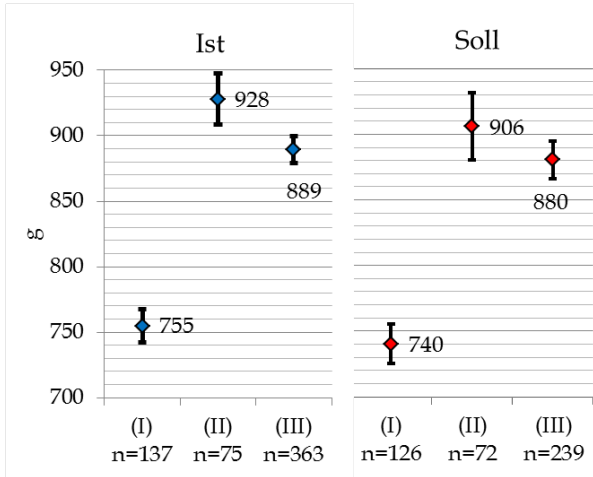 Ist
Soll
950
900
850
800
750
700
g
928
889
755
906
880
740
(I) (II) (III)
n=137 n=75 n=363
(I) (II) (III)
n=126 n=72 n=239